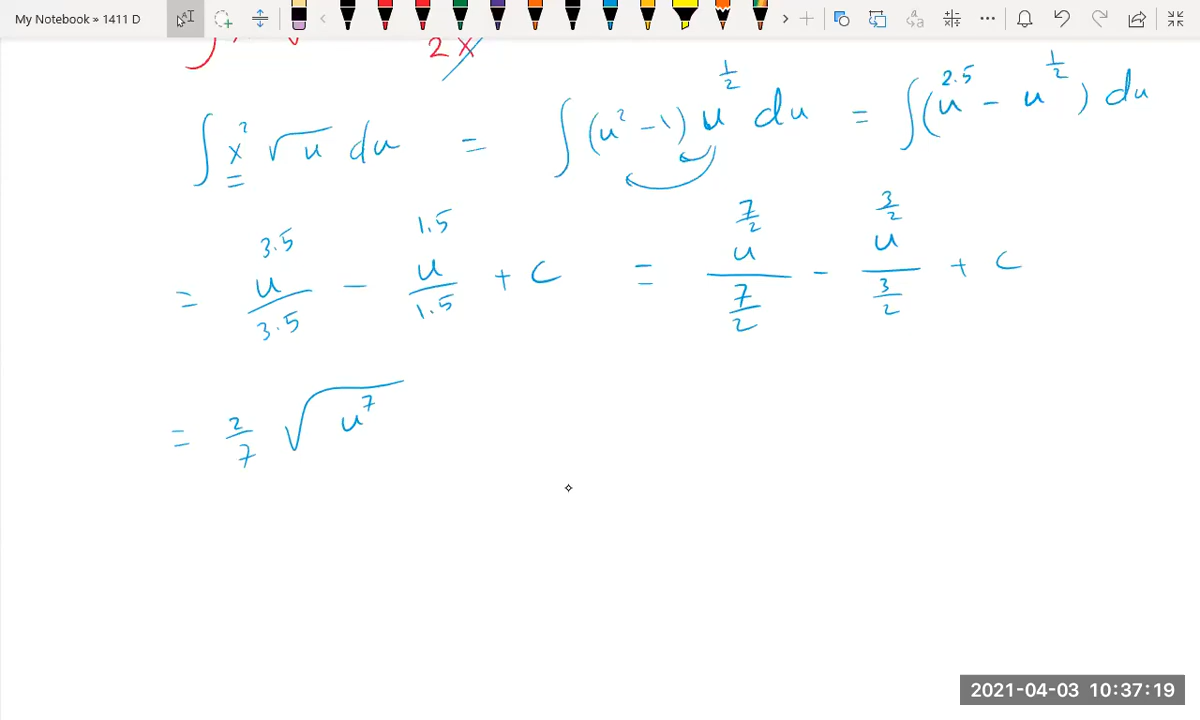 My Notebook » 1411 D
2x
∫ x² √u du = ∫ (u² - 1) u^{1/2} du = ∫ (u^{2.5} - u^{1/2}) du
= u^{3.5}/3.5 - u^{1.5}/1.5 + c = u^{7/2}/(7/2) - u^{3/2}/(3/2) + c
= 2/7 √u⁷
2021-04-03 10:37:19